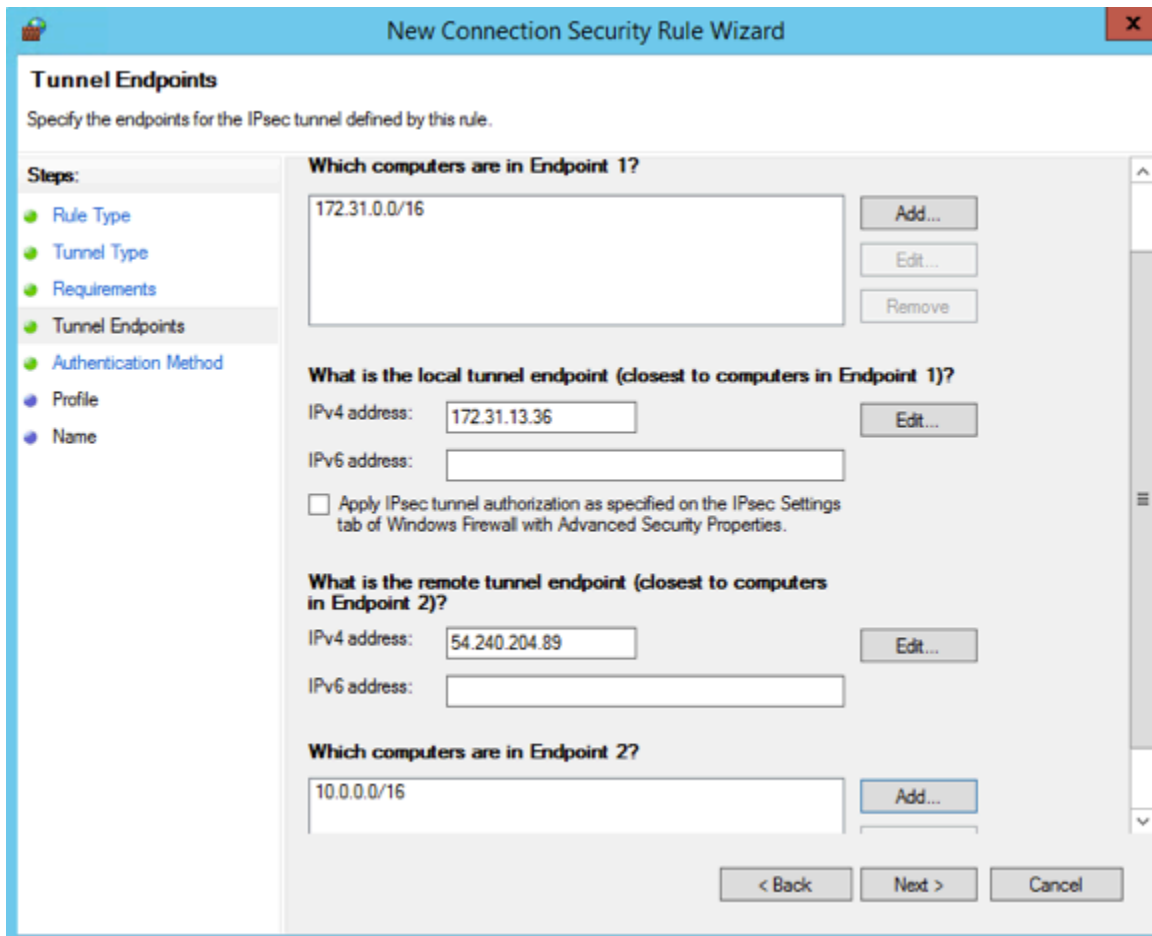 New Connection Security Rule Wizard
x
Tunnel Endpoints
Specify the endpoints for the IPsec tunnel defined by this rule.
Steps:
Rule Type
Tunnel Type
Requirements
Tunnel Endpoints
Authentication Method
Profile
Name
Which computers are in Endpoint 1?
172.31.0.0/16
Add...
Edit...
Remove
What is the local tunnel endpoint (closest to computers in Endpoint 1)?
IPv4 address:
172.31.13.36
Edit...
IPv6 address:
Apply IPsec tunnel authorization as specified on the IPsec Settings
tab of Windows Firewall with Advanced Security Properties.
What is the remote tunnel endpoint (closest to computers
in Endpoint 2)?
IPv4 address:
54.240.204.89
Edit...
IPv6 address:
Which computers are in Endpoint 2?
10.0.0.0/16
Add...
< Back
Next >
Cancel